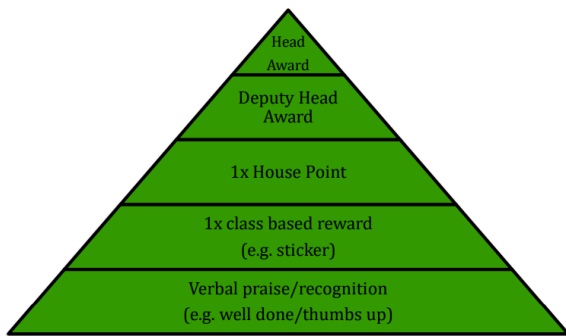 Head
Award
Deputy Head
Award
1x House Point
1x class based reward
(e.g. sticker)
Verbal praise/recognition
(e.g. well done/thumbs up)